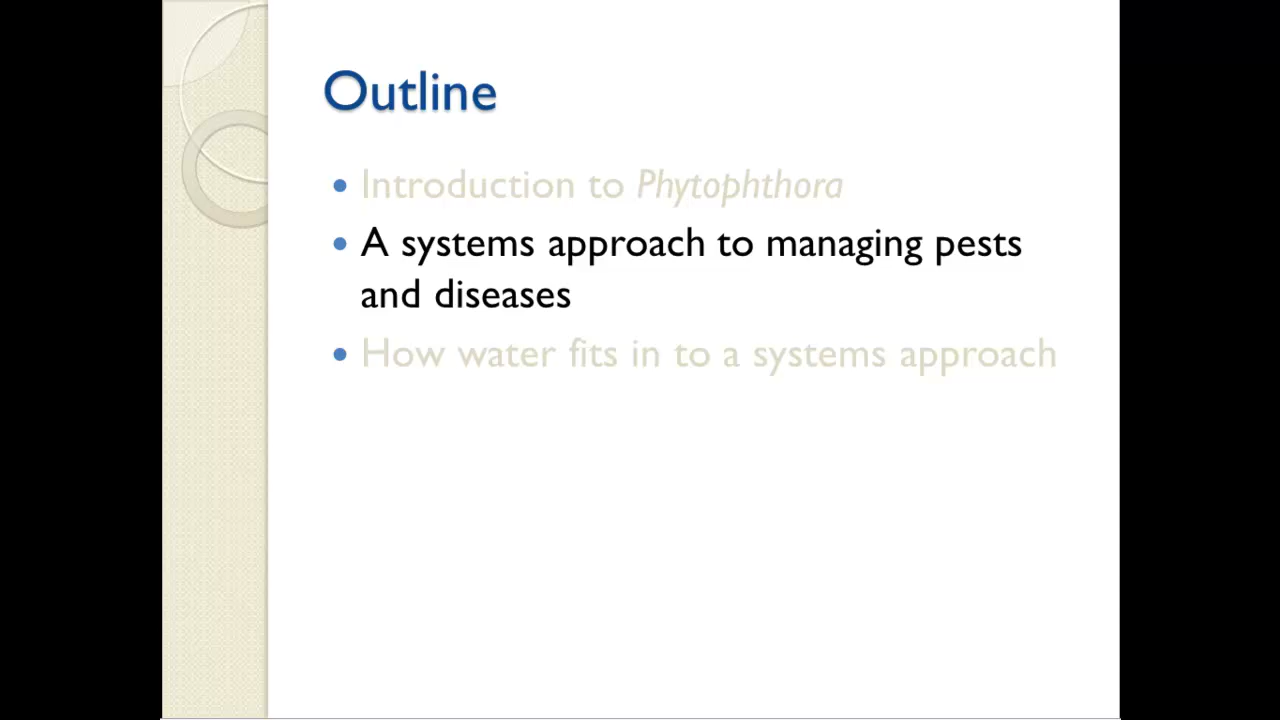 Outline
• Introduction to Phytophthora
• A systems approach to managing pests
and diseases
• How water fits in to a systems approach